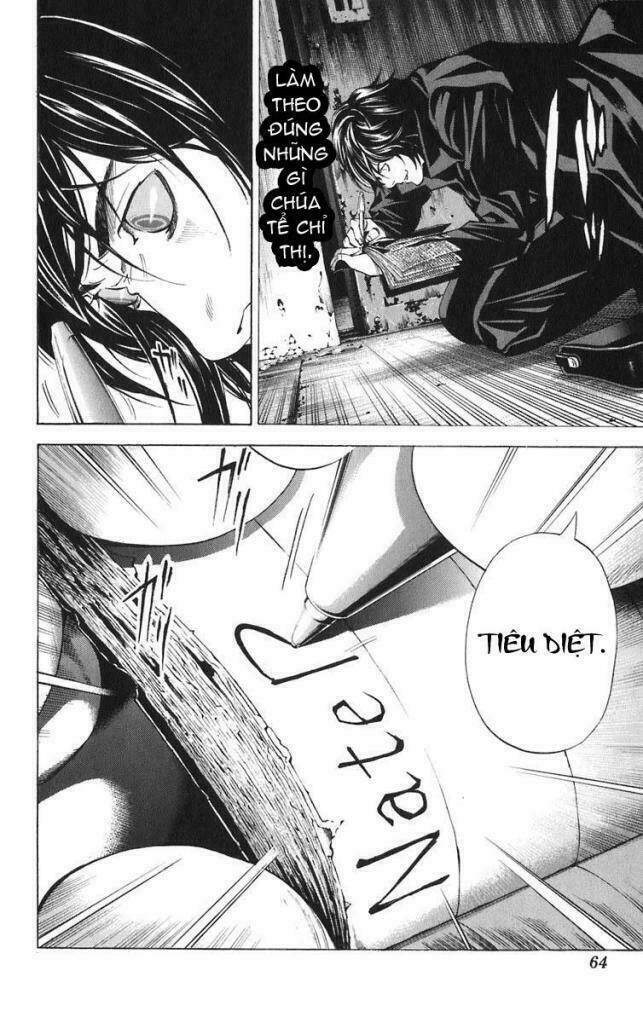 LÀM
THEO
ĐÚNG
NHỮNG
GÌ
CHÚA
TỂ CHỈ
THỊ.
TIÊU DIỆT.
Nate R
64